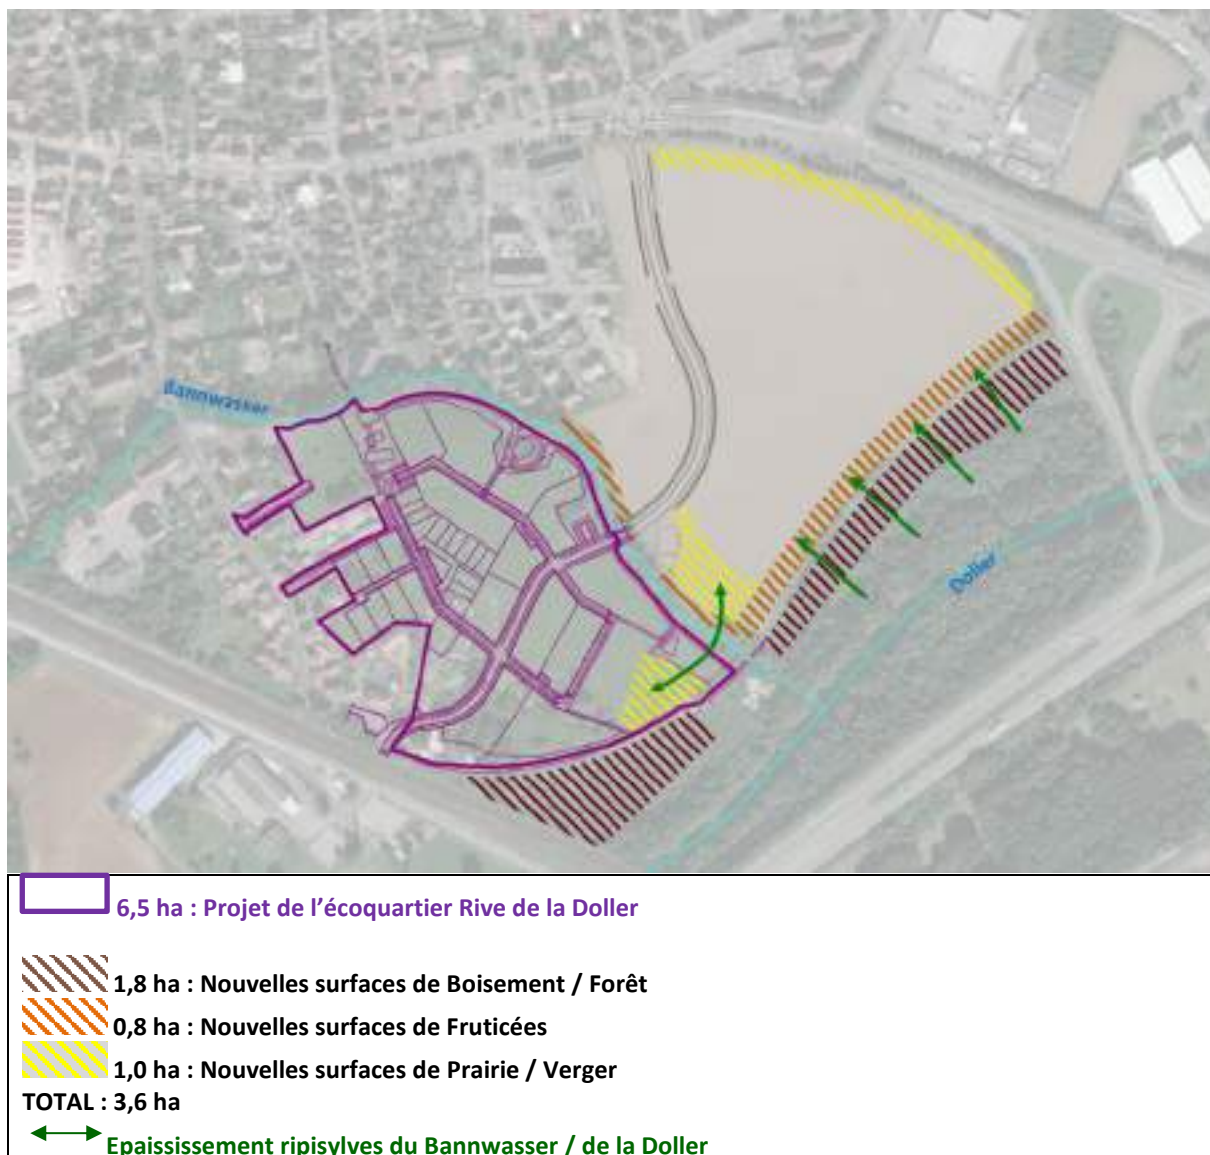 Bannwasser
Doller
6,5 ha : Projet de l’écoquartier Rive de la Doller
1,8 ha : Nouvelles surfaces de Boisement / Forêt
0,8 ha : Nouvelles surfaces de Fruticées
1,0 ha : Nouvelles surfaces de Prairie / Verger
TOTAL : 3,6 ha
Epaississement ripisylves du Bannwasser / de la Doller